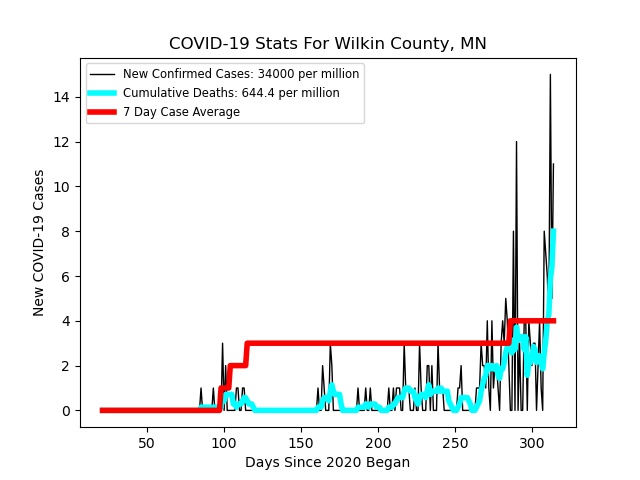 COVID-19 Stats For Wilkin County, MN
New Confirmed Cases: 34000 per million
Cumulative Deaths: 644.4 per million
7 Day Case Average
New COVID-19 Cases
14
12
10
8
6
4
2
0
50 100 150 200 250 300
Days Since 2020 Began